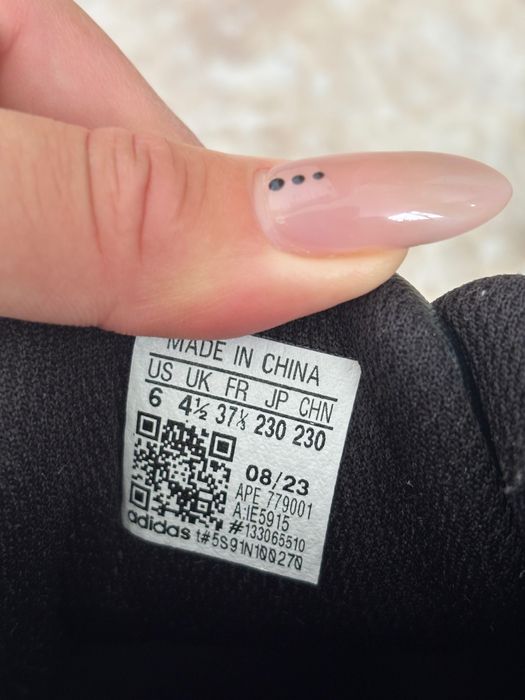 MADE IN CHINA
US UK FR JP CHN
6 4½ 37⅓ 230 230
08/23
APE 779001
A:IE5915
#133065510
adidas t#5S91N100270